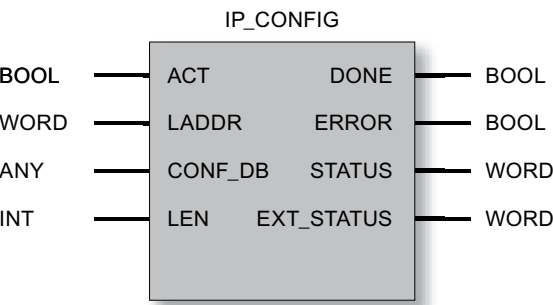 IP_CONFIG
BOOL ACT DONE BOOL
WORD LADDR ERROR BOOL
ANY CONF_DB STATUS WORD
INT LEN EXT_STATUS WORD